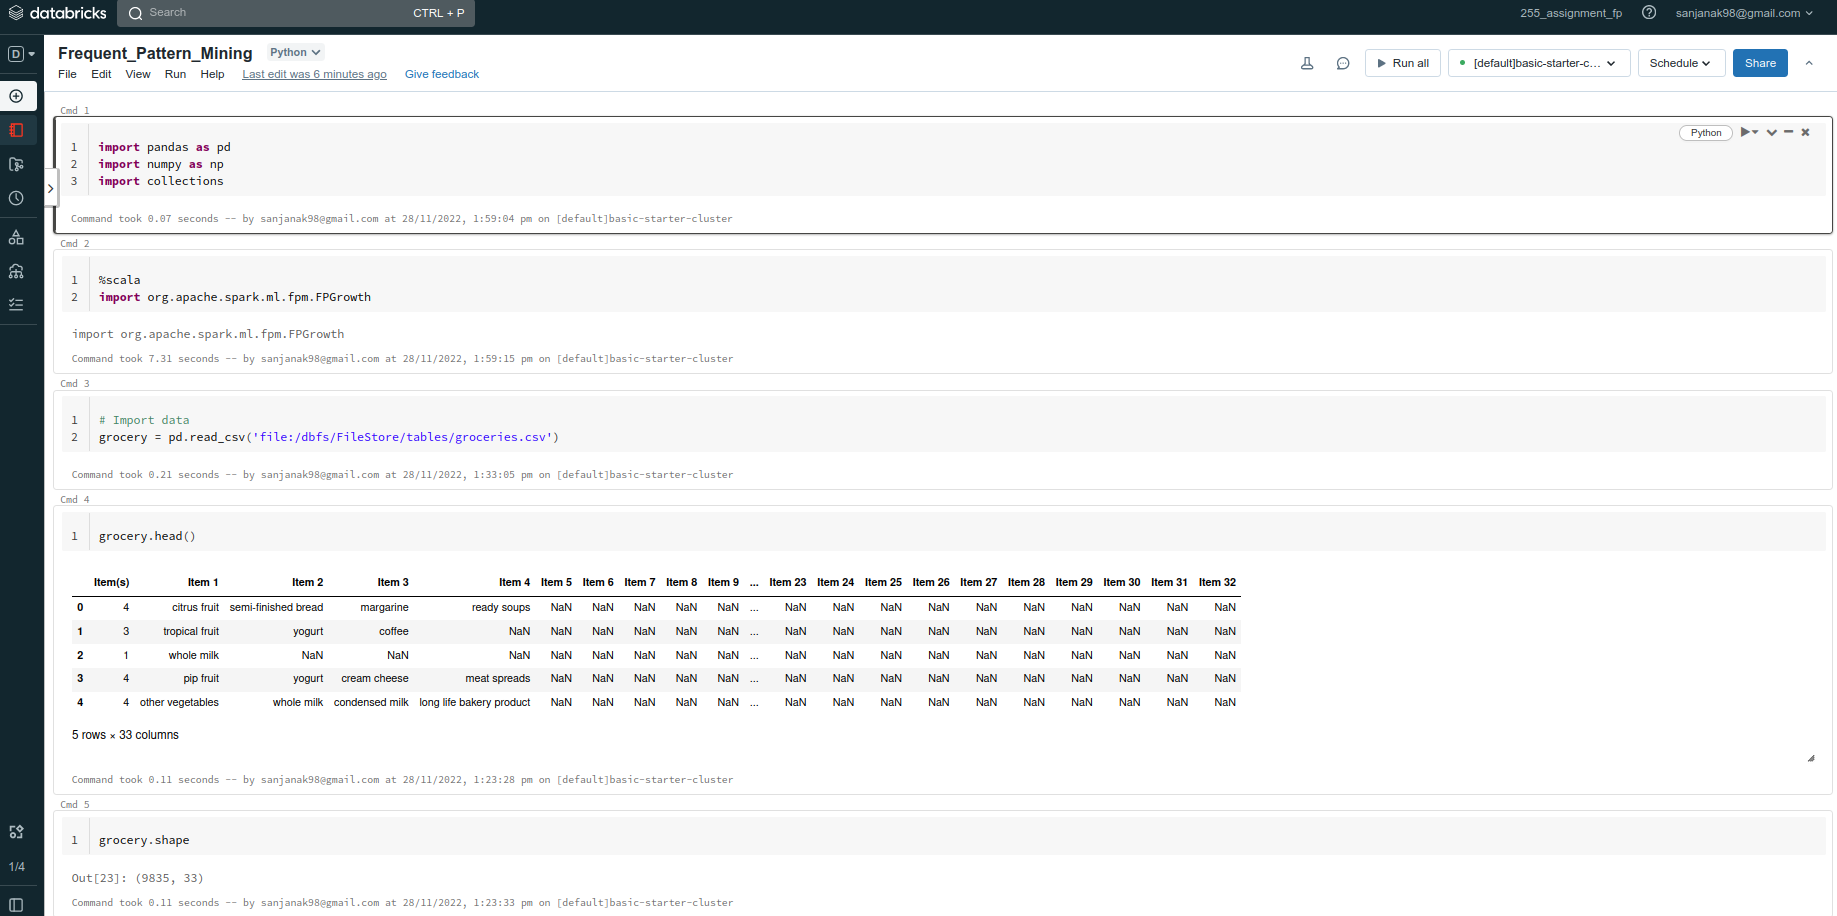 databricks
Search CTRL + P
255_assignment_fp
sanjanak98@gmail.com
D
Frequent_Pattern_Mining Python
File Edit View Run Help Last edit was 6 minutes ago Give feedback
Run all [default]basic-starter-c... Schedule Share
Cmd 1
Python
1 import pandas as pd
2 import numpy as np
3 import collections
Command took 0.07 seconds -- by sanjanak98@gmail.com at 28/11/2022, 1:59:04 pm on [default]basic-starter-cluster
Cmd 2
1 %scala
2 import org.apache.spark.ml.fpm.FPGrowth
import org.apache.spark.ml.fpm.FPGrowth
Command took 7.31 seconds -- by sanjanak98@gmail.com at 28/11/2022, 1:59:15 pm on [default]basic-starter-cluster
Cmd 3
1 # Import data
2 grocery = pd.read_csv('file:/dbfs/FileStore/tables/groceries.csv')
Command took 0.21 seconds -- by sanjanak98@gmail.com at 28/11/2022, 1:33:05 pm on [default]basic-starter-cluster
Cmd 4
1 grocery.head()
Item(s) Item 1 Item 2 Item 3 Item 4 Item 5 Item 6 Item 7 Item 8 Item 9 ... Item 23 Item 24 Item 25 Item 26 Item 27 Item 28 Item 29 Item 30 Item 31 Item 32
0 4 citrus fruit semi-finished bread margarine ready soups NaN NaN NaN NaN NaN ... NaN NaN NaN NaN NaN NaN NaN NaN NaN NaN
1 3 tropical fruit yogurt coffee NaN NaN NaN NaN NaN NaN ... NaN NaN NaN NaN NaN NaN NaN NaN NaN NaN
2 1 whole milk NaN NaN NaN NaN NaN NaN NaN NaN ... NaN NaN NaN NaN NaN NaN NaN NaN NaN NaN
3 4 pip fruit yogurt cream cheese meat spreads NaN NaN NaN NaN NaN ... NaN NaN NaN NaN NaN NaN NaN NaN NaN NaN
4 4 other vegetables whole milk condensed milk long life bakery product NaN NaN NaN NaN NaN ... NaN NaN NaN NaN NaN NaN NaN NaN NaN NaN
5 rows × 33 columns
Command took 0.11 seconds -- by sanjanak98@gmail.com at 28/11/2022, 1:23:28 pm on [default]basic-starter-cluster
Cmd 5
1 grocery.shape
1/4
Out[23]: (9835, 33)
Command took 0.11 seconds -- by sanjanak98@gmail.com at 28/11/2022, 1:23:33 pm on [default]basic-starter-cluster